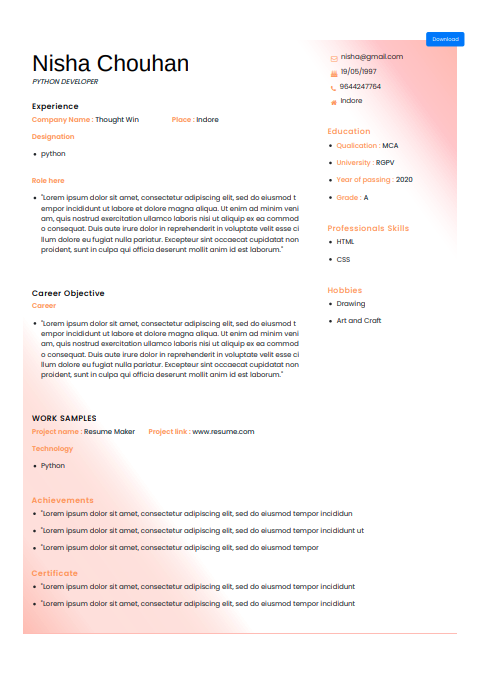 Download
Nisha Chouhan
PYTHON DEVELOPER
nisha@gmail.com
19/05/1997
9644247764
Indore
Experience
Company Name : Thought Win Place : Indore
Designation
• python
Role here
• "Lorem ipsum dolor sit amet, consectetur adipiscing elit, sed do eiusmod t
empor incididunt ut labore et dolore magna aliqua. Ut enim ad minim veni
am, quis nostrud exercitation ullamco laboris nisi ut aliquip ex ea commod
o consequat. Duis aute irure dolor in reprehenderit in voluptate velit esse ci
llum dolore eu fugiat nulla pariatur. Excepteur sint occaecat cupidatat non
proident, sunt in culpa qui officia deserunt mollit anim id est laborum."
Education
• Qualication : MCA
• University : RGPV
• Year of passing : 2020
• Grade : A
Professionals Skills
• HTML
• CSS
Hobbies
• Drawing
• Art and Craft
Career Objective
Career
• "Lorem ipsum dolor sit amet, consectetur adipiscing elit, sed do eiusmod t
empor incididunt ut labore et dolore magna aliqua. Ut enim ad minim veni
am, quis nostrud exercitation ullamco laboris nisi ut aliquip ex ea commod
o consequat. Duis aute irure dolor in reprehenderit in voluptate velit esse ci
llum dolore eu fugiat nulla pariatur. Excepteur sint occaecat cupidatat non
proident, sunt in culpa qui officia deserunt mollit anim id est laborum."
WORK SAMPLES
Project name : Resume Maker Project link : www.resume.com
Technology
• Python
Achievements
• "Lorem ipsum dolor sit amet, consectetur adipiscing elit, sed do eiusmod tempor incididun
• "Lorem ipsum dolor sit amet, consectetur adipiscing elit, sed do eiusmod tempor incididunt ut
• "Lorem ipsum dolor sit amet, consectetur adipiscing elit, sed do eiusmod tempor
Certificate
• "Lorem ipsum dolor sit amet, consectetur adipiscing elit, sed do eiusmod tempor incididunt
• "Lorem ipsum dolor sit amet, consectetur adipiscing elit, sed do eiusmod tempor incididunt